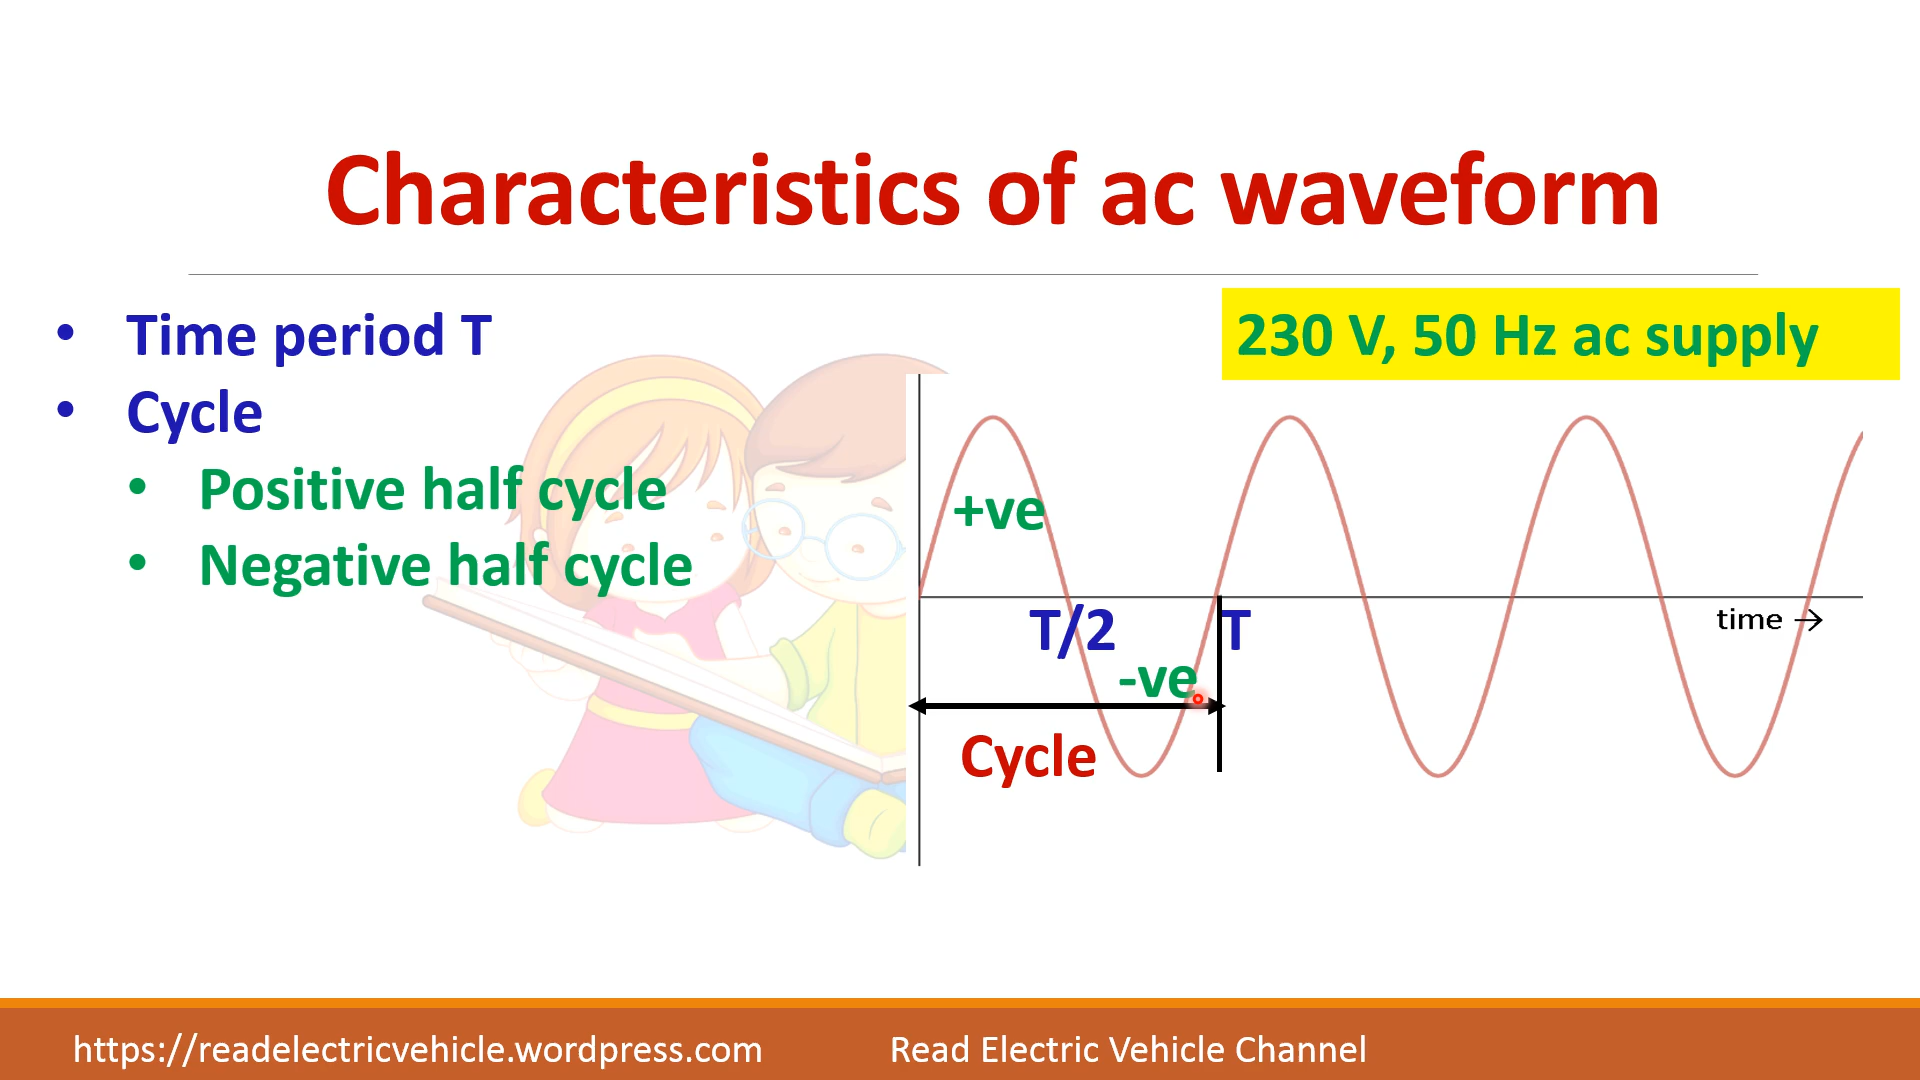 Characteristics of ac waveform
• Time period T
• Cycle
• Positive half cycle
• Negative half cycle
230 V, 50 Hz ac supply
+ve
T/2
T
time →
-ve
Cycle
https://readelectricvehicle.wordpress.com
Read Electric Vehicle Channel